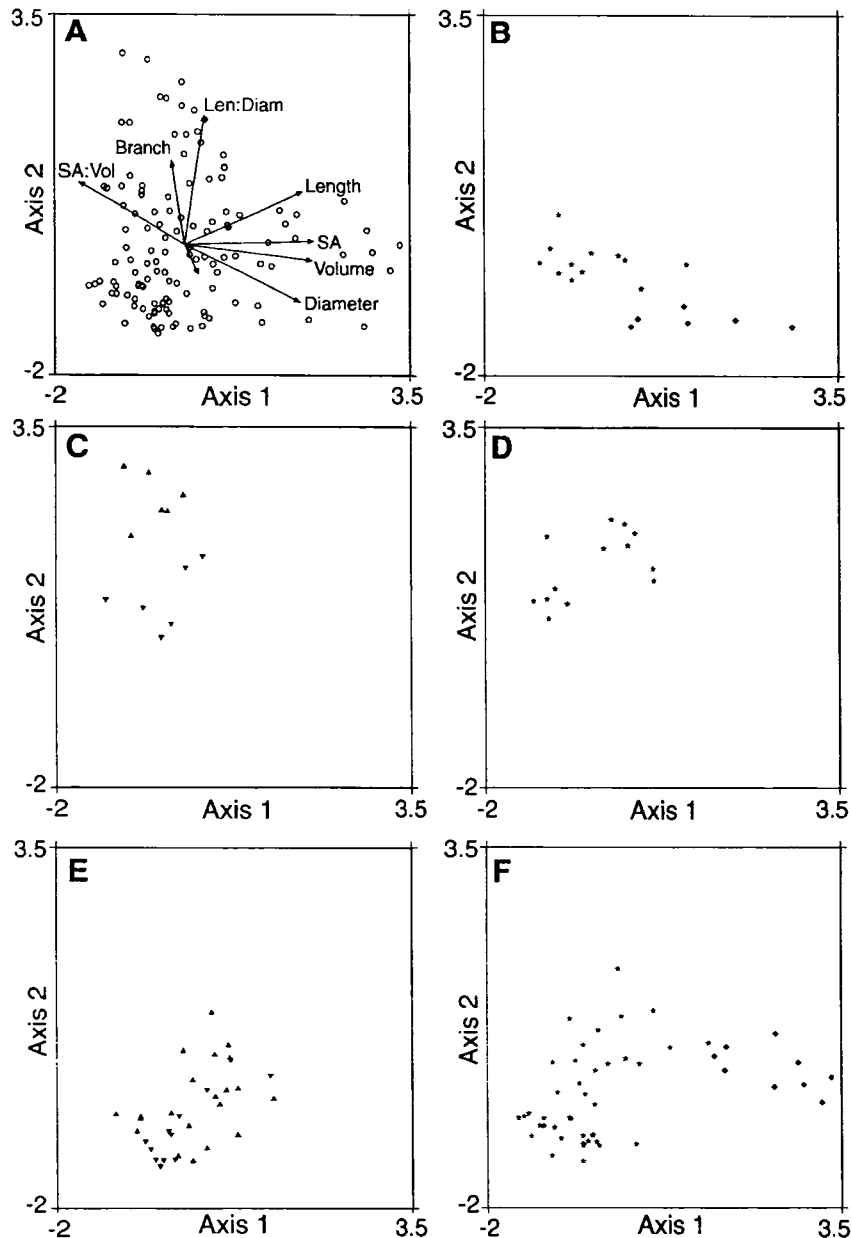 3.5
A
Len:Diam
Branch
SA:Vol
Length
SA
Volume
Diameter
Axis 2
-2
-2
Axis 1
3.5
3.5
B
Axis 2
-2
-2
Axis 1
3.5
3.5
C
Axis 2
-2
-2
Axis 1
3.5
3.5
D
Axis 2
-2
-2
Axis 1
3.5
3.5
E
Axis 2
-2
-2
Axis 1
3.5
3.5
F
Axis 2
-2
-2
Axis 1
3.5